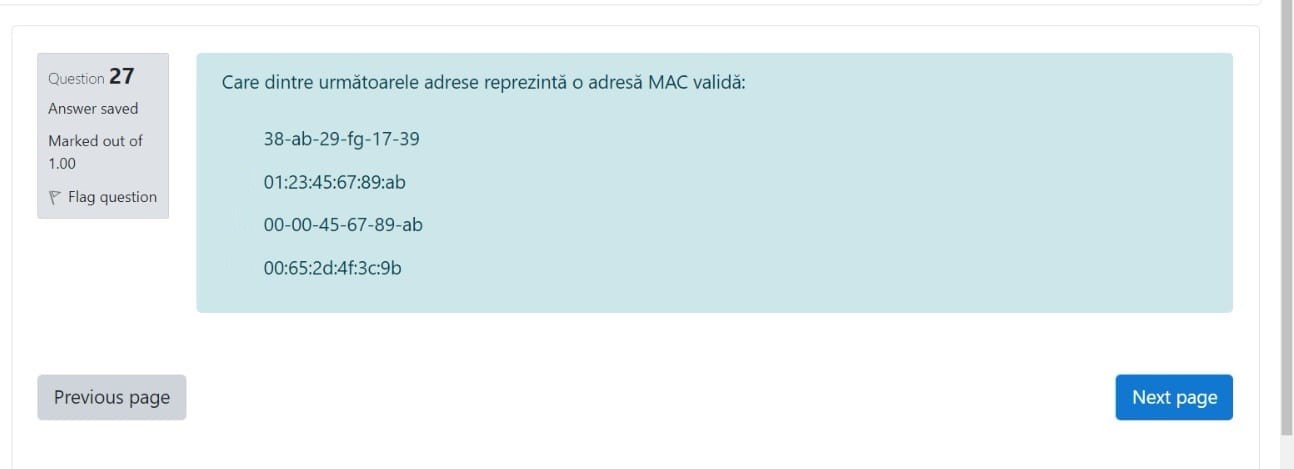 Question 27
Answer saved
Marked out of
1.00
Flag question
Care dintre următoarele adrese reprezintă o adresă MAC validă:
38-ab-29-fg-17-39
01:23:45:67:89:ab
00-00-45-67-89-ab
00:65:2d:4f:3c:9b
Previous page
Next page